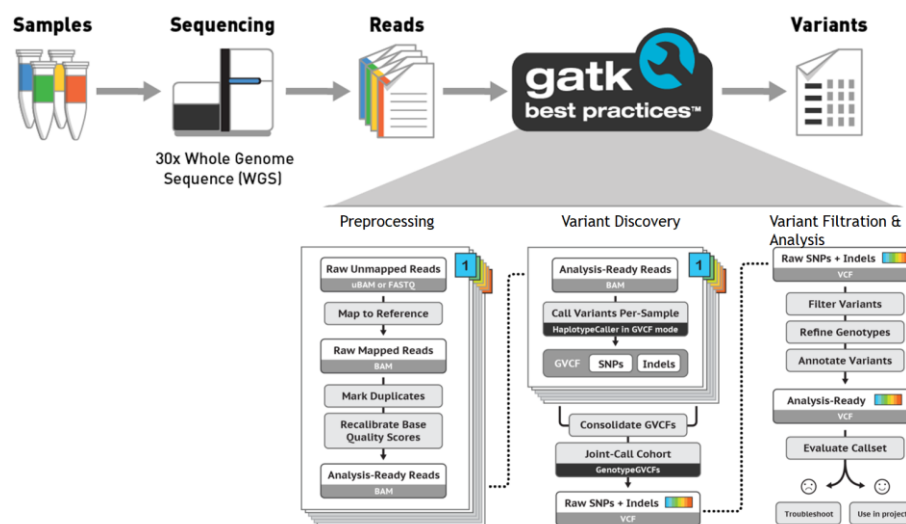 Samples
Sequencing
Reads
Variants
gatk
best practices™
30x Whole Genome
Sequence (WGS)
Preprocessing
1
Raw Unmapped Reads
uBAM or FASTQ
Map to Reference
Raw Mapped Reads
BAM
Mark Duplicates
Recalibrate Base
Quality Scores
Analysis-Ready Reads
BAM
Variant Discovery
1
Analysis-Ready Reads
BAM
Call Variants Per-Sample
HaplotypeCaller in GVCF mode
GVCF SNPs Indels
Consolidate GVCFs
Joint-Call Cohort
GenotypeGVCFs
Raw SNPs + Indels
VCF
Variant Filtration &
Analysis
Raw SNPs + Indels
VCF
Filter Variants
Refine Genotypes
Annotate Variants
Analysis-Ready
VCF
Evaluate Callset
Troubleshoot
Use in project